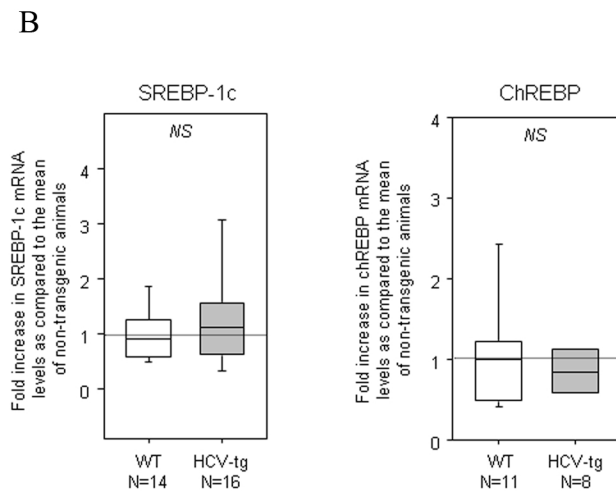 B
SREBP-1c
NS
Fold increase in SREBP-1c mRNA
levels as compared to the mean
of non-transgenic animals
4
3
2
1
0
WT
N=14
HCV-tg
N=16
ChREBP
NS
Fold increase in chREBP mRNA
levels as compared to the mean
of non-transgenic animals
4
3
2
1
0
WT
N=11
HCV-tg
N=8